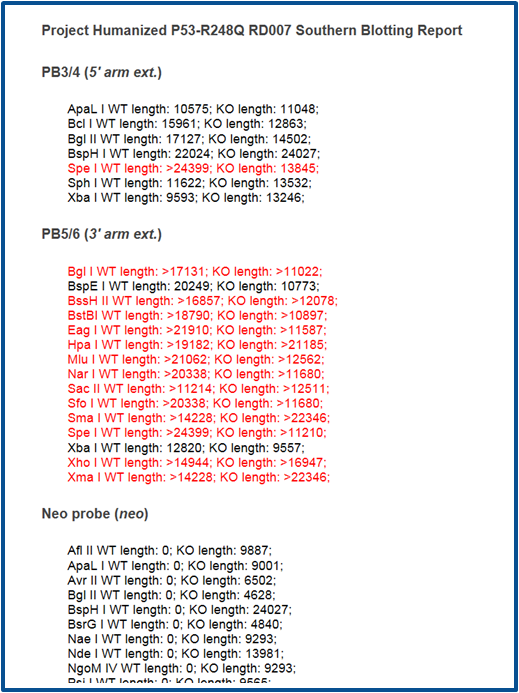 Project Humanized P53-R248Q RD007 Southern Blotting Report
PB3/4 (5' arm ext.)
ApaL I WT length: 10575; KO length: 11048;
Bcl I WT length: 15961; KO length: 12863;
Bgl II WT length: 17127; KO length: 14502;
BspH I WT length: 22024; KO length: 24027;
Spe I WT length: >24399; KO length: 13845;
Sph I WT length: 11622; KO length: 13532;
Xba I WT length: 9593; KO length: 13246;
PB5/6 (3' arm ext.)
Bgl I WT length: >17131; KO length: >11022;
BspE I WT length: 20249; KO length: 10773;
BssH II WT length: >16857; KO length: >12078;
BstBI WT length: >18790; KO length: >10897;
Eag I WT length: >21910; KO length: >11587;
Hpa I WT length: >19182; KO length: >21185;
Mlu I WT length: >21062; KO length: >12562;
Nar I WT length: >20338; KO length: >11680;
Sac II WT length: >11214; KO length: >12511;
Sfo I WT length: >20338; KO length: >11680;
Sma I WT length: >14228; KO length: >22346;
Spe I WT length: >24399; KO length: >11210;
Xba I WT length: 12820; KO length: 9557;
Xho I WT length: >14944; KO length: >16947;
Xma I WT length: >14228; KO length: >22346;
Neo probe (neo)
Afl II WT length: 0; KO length: 9887;
ApaL I WT length: 0; KO length: 9001;
Avr II WT length: 0; KO length: 6502;
Bgl II WT length: 0; KO length: 4628;
BspH I WT length: 0; KO length: 24027;
BsrG I WT length: 0; KO length: 4840;
Nae I WT length: 0; KO length: 9293;
Nde I WT length: 0; KO length: 13981;
NgoM IV WT length: 0; KO length: 9293;
Psi I WT length: 0; KO length: 9565;